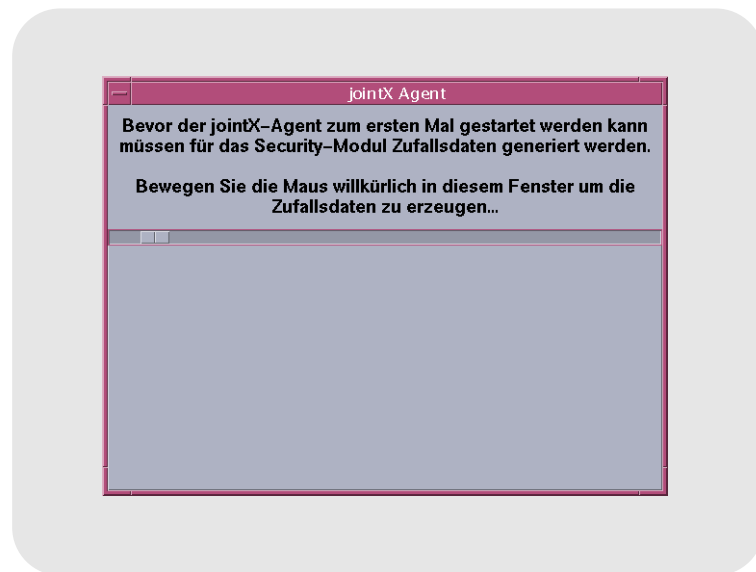 jointX Agent
Bevor der jointX-Agent zum ersten Mal gestartet werden kann
müssen für das Security-Modul Zufallsdaten generiert werden.
Bewegen Sie die Maus willkürlich in diesem Fenster um die
Zufallsdaten zu erzeugen...